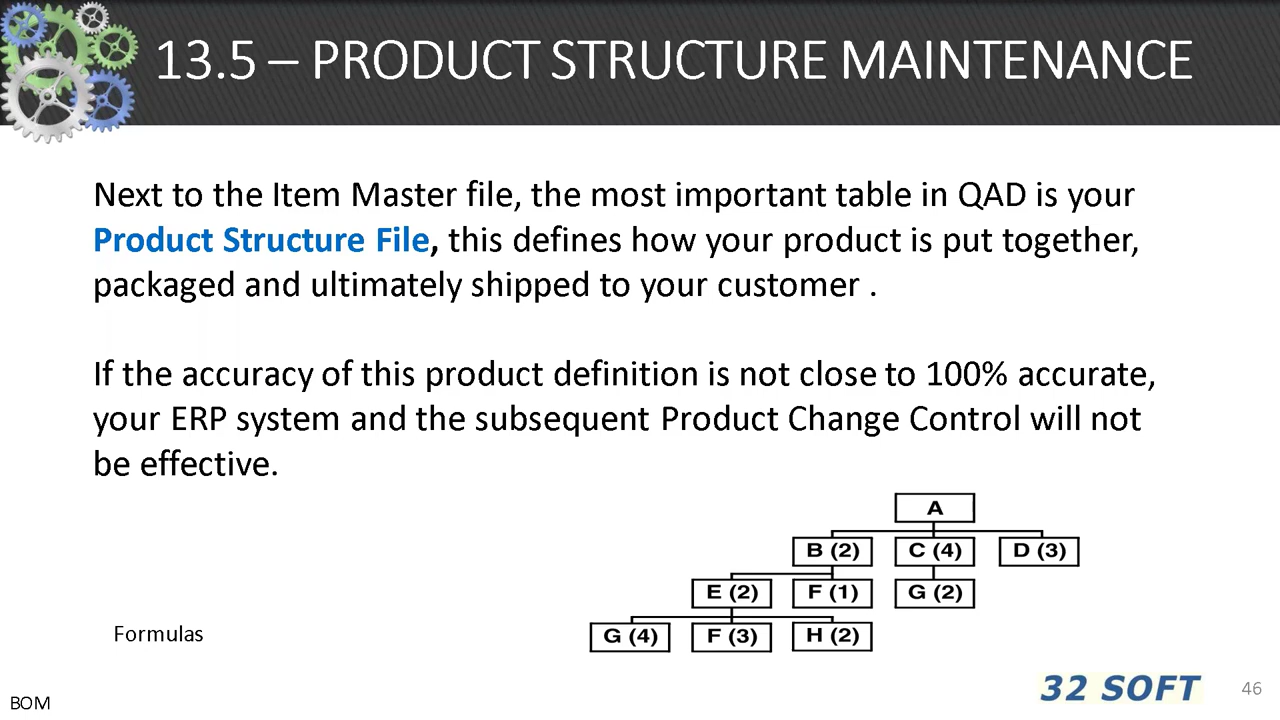 13.5 – PRODUCT STRUCTURE MAINTENANCE
Next to the Item Master file, the most important table in QAD is your
Product Structure File, this defines how your product is put together,
packaged and ultimately shipped to your customer .
If the accuracy of this product definition is not close to 100% accurate,
your ERP system and the subsequent Product Change Control will not
be effective.
A
B (2) C (4) D (3)
E (2) F (1) G (2)
G (4) F (3) H (2)
Formulas
32 SOFT
46
BOM